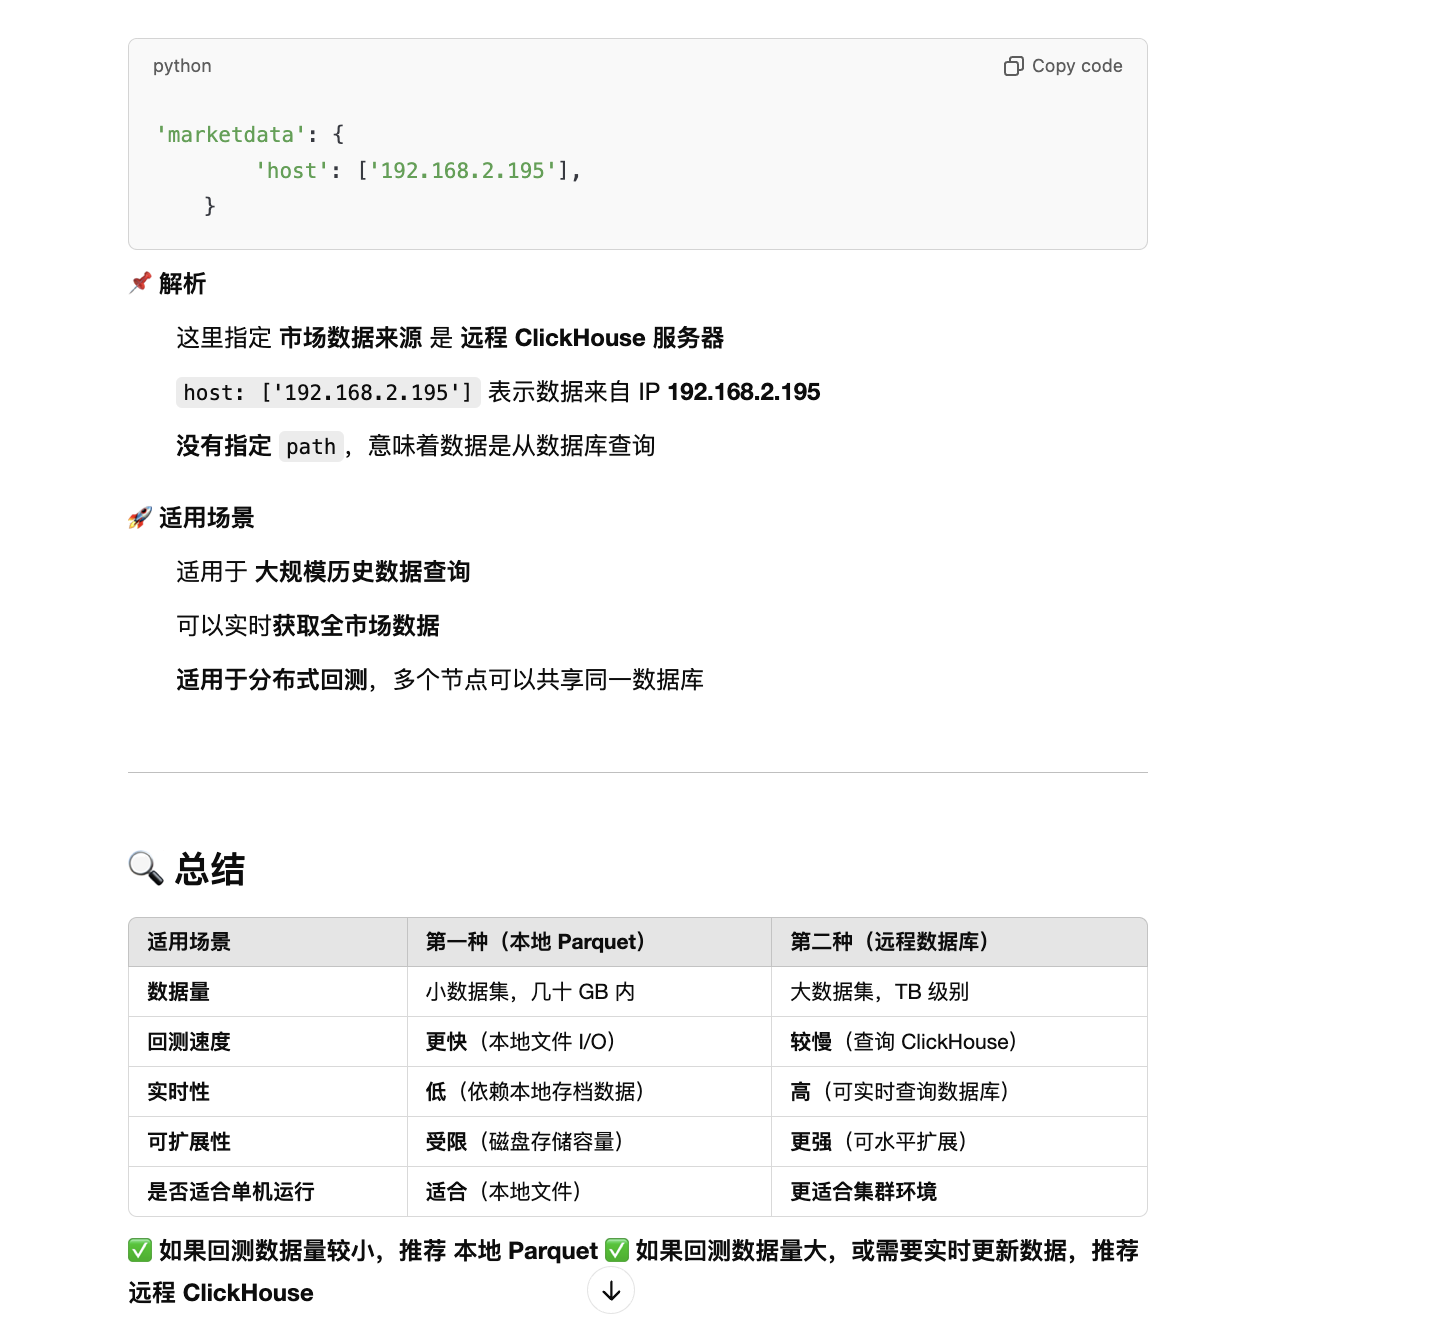 python
Copy code
'marketdata': {
        'host': ['192.168.2.195'],
    }
📌 解析
这里指定 市场数据来源 是 远程 ClickHouse 服务器
host: ['192.168.2.195'] 表示数据来自 IP 192.168.2.195
没有指定 path，意味着数据是从数据库查询
🚀 适用场景
适用于 大规模历史数据查询
可以实时获取全市场数据
适用于分布式回测，多个节点可以共享同一数据库
🔍 总结
适用场景 第一种（本地 Parquet） 第二种（远程数据库）
数据量 小数据集，几十 GB 内 大数据集，TB 级别
回测速度 更快（本地文件 I/O） 较慢（查询 ClickHouse）
实时性 低（依赖本地存档数据） 高（可实时查询数据库）
可扩展性 受限（磁盘存储容量） 更强（可水平扩展）
是否适合单机运行 适合（本地文件） 更适合集群环境
✅ 如果回测数据量较小，推荐 本地 Parquet ✅ 如果回测数据量大，或需要实时更新数据，推荐
远程 ClickHouse